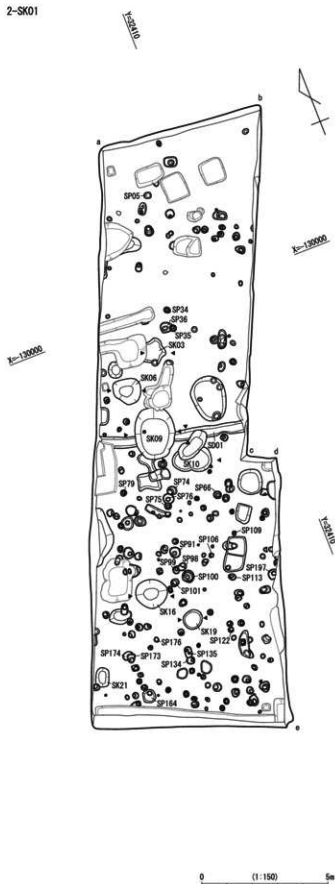 2-SK01
Y=32410
b
a
SP05
X=-130000
SP34
SP36
SP35
SK03
X=-130000
SK06
SK09
SD01
c
d
SK10
SP79
SP74
SP66
SP75
SP76
Y=32410
SP106
SP109
SP91
SP98
SP99
SP197
SP100
SP113
SP101
SK16
SK19
SP122
SP176
SP174
SP173
SP135
SP134
SK21
SP164
e
0 (1:150) 5m